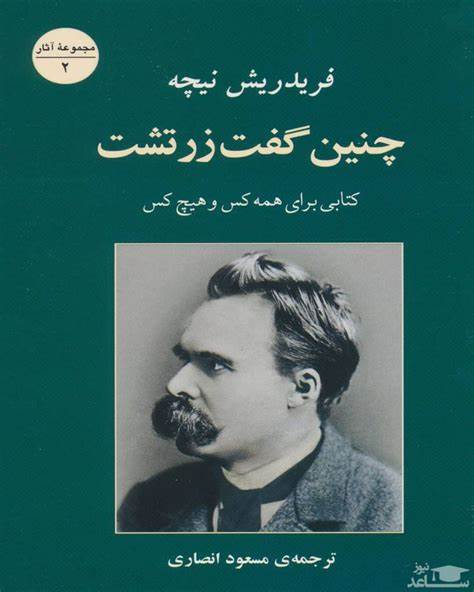 مجموعهٔ آثار
۲
فریدریش نیچه
چنین گفت زرتشت
کتابی برای همه کس و هیچ کس
ترجمه‌ی مسعود انصاری
نیوز
ساعد